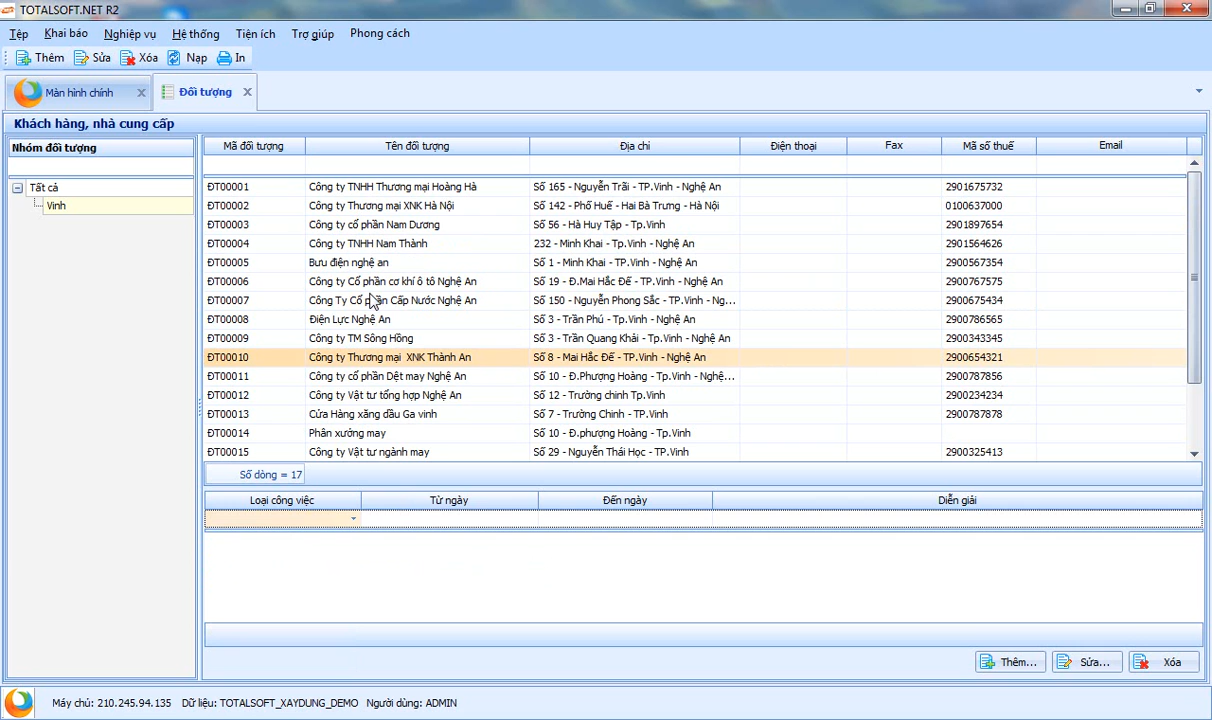 TOTALSOFT.NET R2
Tệp Khai báo Nghiệp vụ Hệ thống Tiện ích Trợ giúp Phong cách
Thêm Sửa Xóa Nạp In
Màn hình chính Đối tượng
Khách hàng, nhà cung cấp
Nhóm đối tượng
Tất cả
Vinh
Mã đối tượng Tên đối tượng Địa chỉ Điện thoại Fax Mã số thuế Email
ĐT00001 Công ty TNHH Thương mại Hoàng Hà Số 165 - Nguyễn Trãi - TP.Vinh - Nghệ An 2901675732
ĐT00002 Công ty Thương mại XNK Hà Nội Số 142 - Phố Huế - Hai Bà Trưng - Hà Nội 0100637000
ĐT00003 Công ty cổ phần Nam Dương Số 56 - Hà Huy Tập - Tp.Vinh 2901897654
ĐT00004 Công ty TNHH Nam Thành 232 - Minh Khai - Tp.Vinh - Nghệ An 2901564626
ĐT00005 Bưu điện nghệ an Số 1 - Minh Khai - TP.Vinh - Nghệ An 2900567354
ĐT00006 Công ty Cổ phần cơ khí ô tô Nghệ An Số 19 - Đ.Mai Hắc Đế - TP.Vinh - Nghệ An 2900767575
ĐT00007 Công Ty Cổ phần Cấp Nước Nghệ An Số 150 - Nguyễn Phong Sắc - TP.Vinh - Ng... 2900675434
ĐT00008 Điện Lực Nghệ An Số 3 - Trần Phú - Tp.Vinh - Nghệ An 2900786565
ĐT00009 Công ty TM Sông Hồng Số 3 - Trần Quang Khải - TP.Vinh - Nghệ An 2900343345
ĐT00010 Công ty Thương mại XNK Thành An Số 8 - Mai Hắc Đế - TP.Vinh - Nghệ An 2900654321
ĐT00011 Công ty cổ phần Dệt may Nghệ An Số 10 - Đ.Phượng Hoàng - Tp.Vinh - Nghệ... 2900787856
ĐT00012 Công ty Vật tư tổng hợp Nghệ An Số 12 - Trường chinh Tp.Vinh 2900234234
ĐT00013 Cửa Hàng xăng dầu Ga vinh Số 7 - Trường Chinh - TP.Vinh 2900787878
ĐT00014 Phân xưởng may Số 10 - Đ.phượng Hoàng - Tp.Vinh
ĐT00015 Công ty Vật tư ngành may Số 29 - Nguyễn Thái Học - TP.Vinh 2900325413
Số dòng = 17
Loại công việc Từ ngày Đến ngày Diễn giải
Thêm... Sửa... Xóa
Máy chủ: 210.245.94.135 Dữ liệu: TOTALSOFT_XAYDUNG_DEMO Người dùng: ADMIN